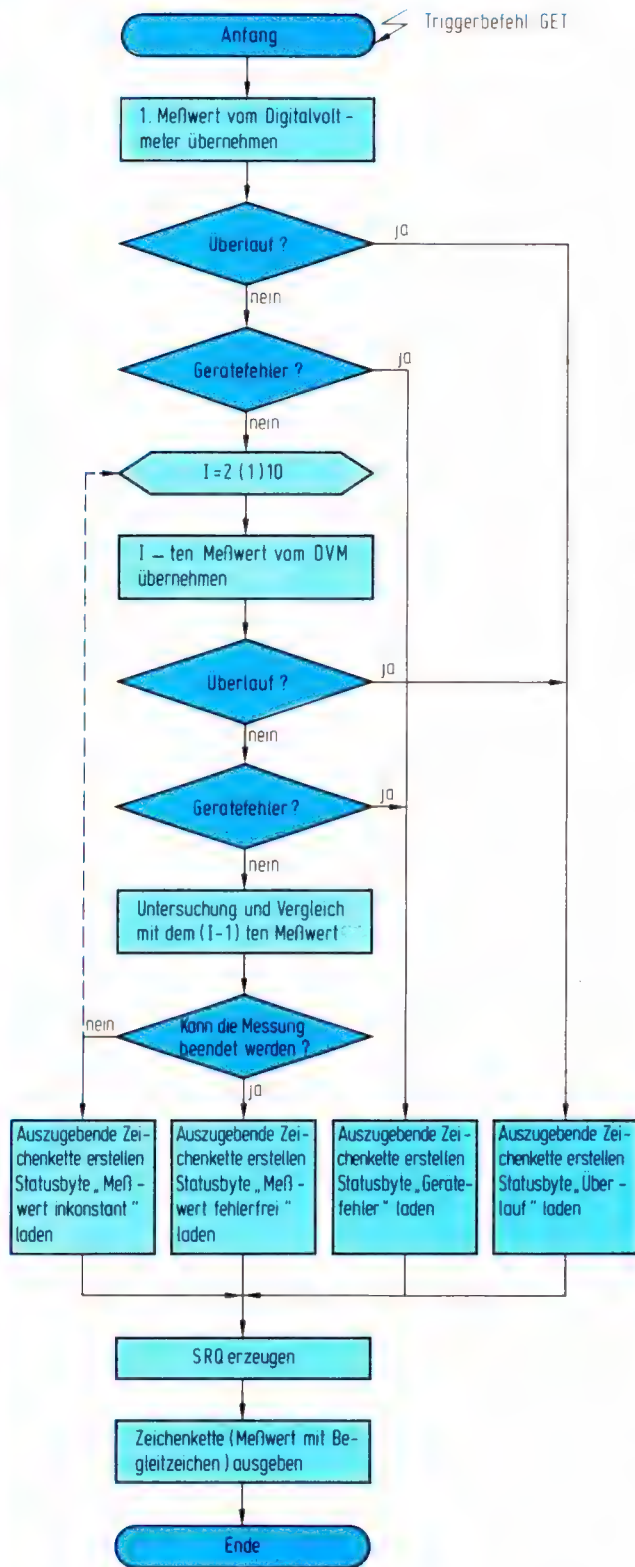 Triggerbefehl GET
Anfang
1. Meßwert vom Digitalvolt-
meter übernehmen
Überlauf ?
ja
nein
Gerätefehler ?
ja
nein
I = 2 (1) 10
I – ten Meßwert vom DVM
übernehmen
Überlauf ?
ja
nein
Gerätefehler ?
ja
nein
Untersuchung und Vergleich
mit dem (I-1) ten Meßwert
nein
Kann die Messung
beendet werden ?
ja
Auszugebende Zei-
chenkette erstellen
Statusbyte „Meß-
wert inkonstant"
laden
Auszugebende Zei-
chenkette erstellen
Statusbyte „Meß-
wert fehlerfrei"
laden
Auszugebende Zei-
chenkette erstellen
Statusbyte „Geräte-
fehler" laden
Auszugebende Zei-
chenkette erstellen
Statusbyte „Über-
lauf" laden
SRQ erzeugen
Zeichenkette (Meßwert mit Be-
gleitzeichen) ausgeben
Ende